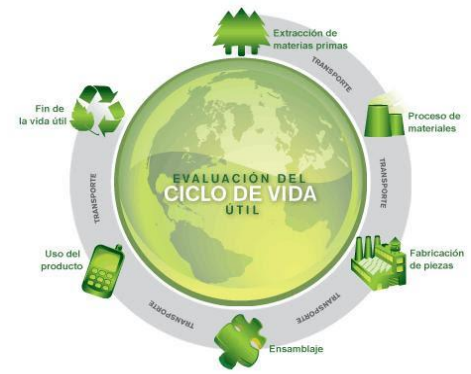 Extracción de
materias primas
TRANSPORTE
Proceso de
materiales
TRANSPORTE
Fabricación
de piezas
TRANSPORTE
Ensamblaje
TRANSPORTE
Uso del
producto
TRANSPORTE
Fin de
la vida útil
EVALUACIÓN DEL
CICLO DE VIDA
ÚTIL